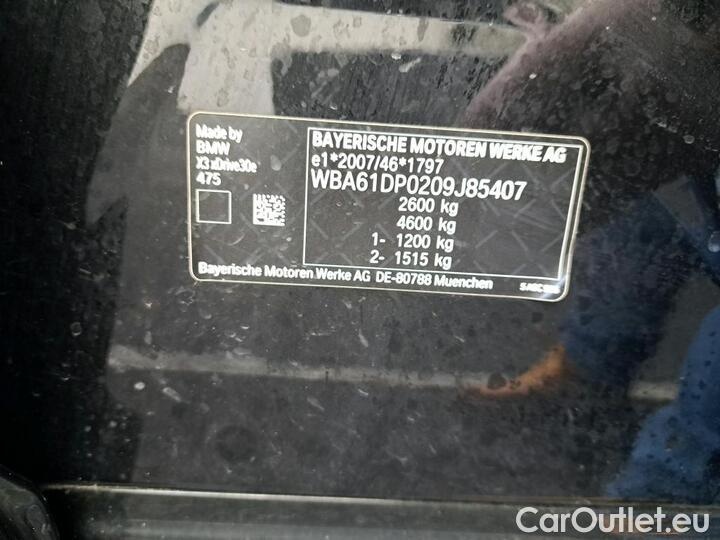 Made by
BMW
X3 xDrive30e
475
BAYERISCHE MOTOREN WERKE AG
e1*2007/46*1797
WBA61DP0209J85407
2600 kg
4600 kg
1- 1200 kg
2- 1515 kg
Bayerische Motoren Werke AG DE-80788 Muenchen
CarOutlet.eu